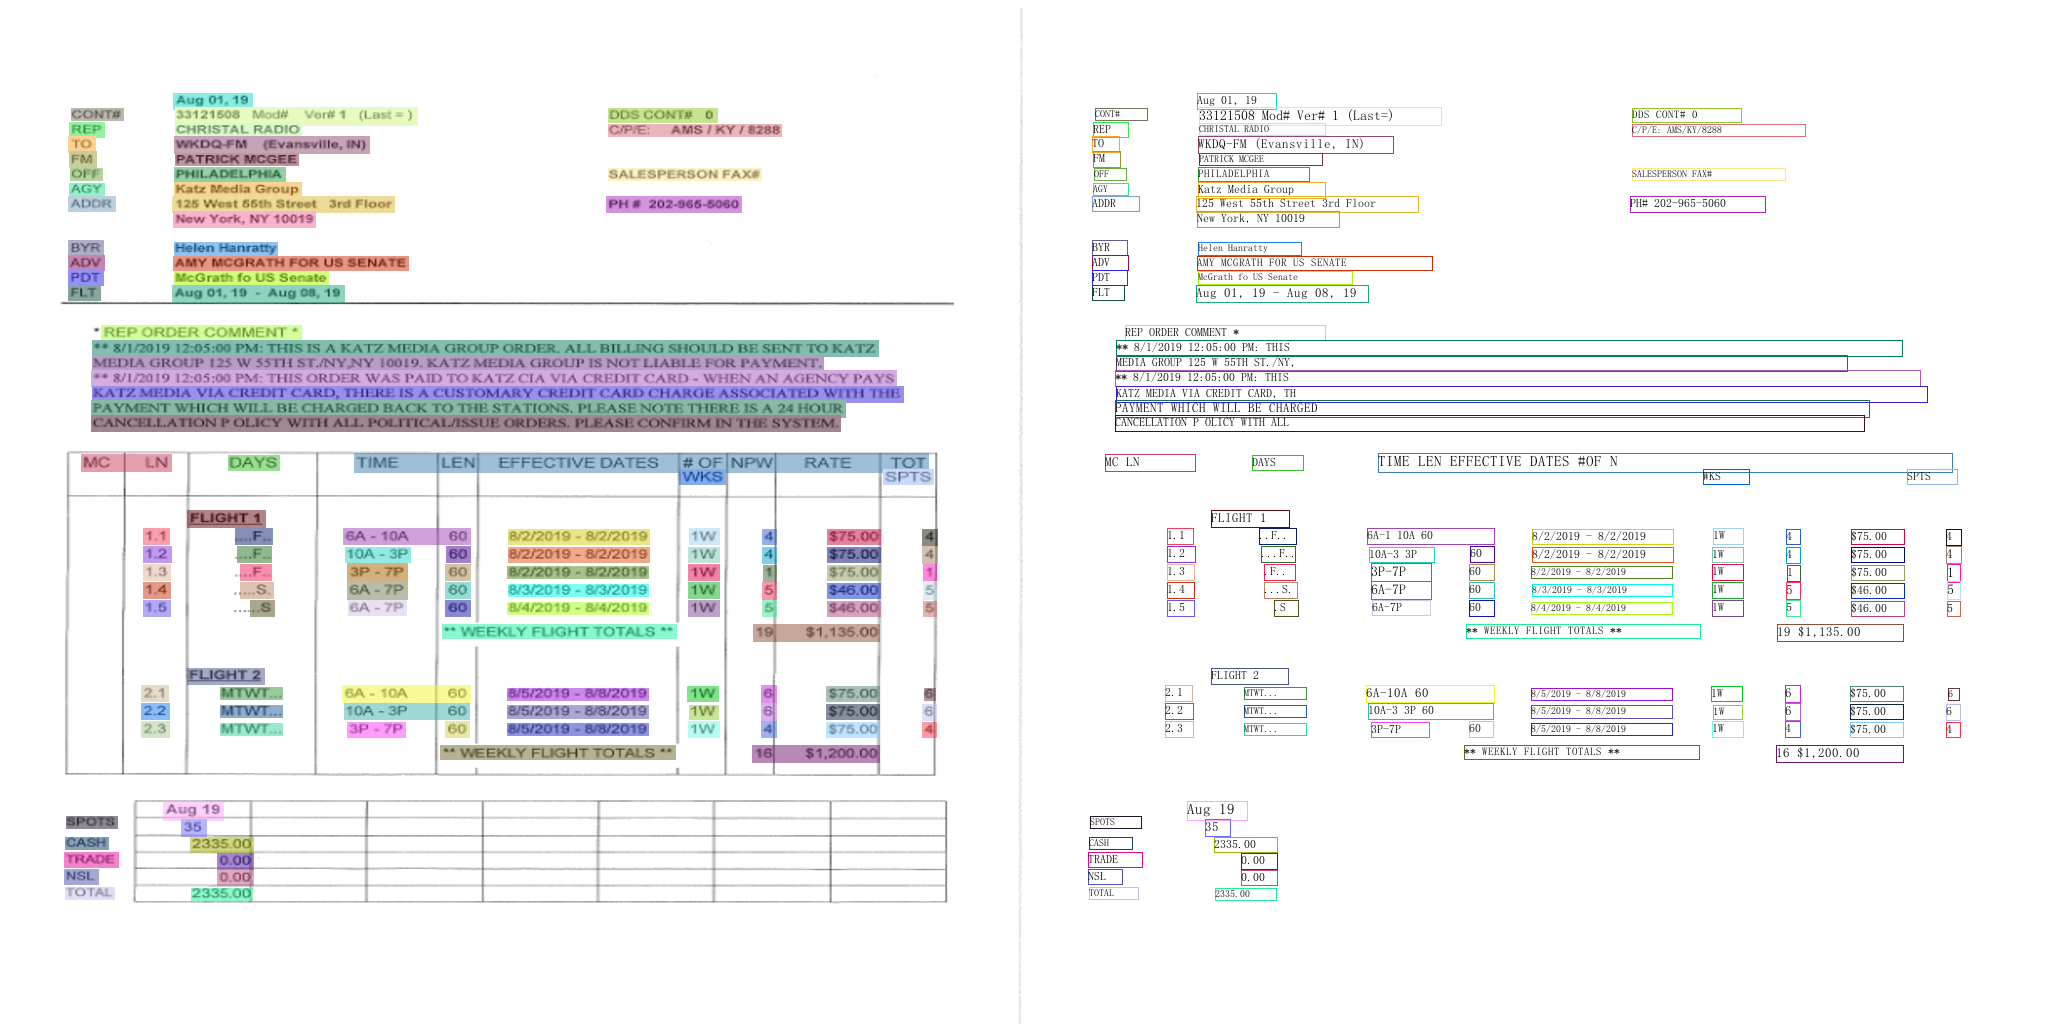 Aug 01, 19
CONT# 33121508 Mod# Ver# 1 (Last = ) DDS CONT# 0
REP CHRISTAL RADIO C/P/E: AMS / KY / 8288
TO WKDQ-FM (Evansville, IN)
FM PATRICK MCGEE
OFF PHILADELPHIA SALESPERSON FAX#
AGY Katz Media Group
ADDR 125 West 55th Street 3rd Floor PH # 202-965-5060
New York, NY 10019
BYR Helen Hanratty
ADV AMY MCGRATH FOR US SENATE
PDT McGrath fo US Senate
FLT Aug 01, 19 - Aug 08, 19
* REP ORDER COMMENT *
** 8/1/2019 12:05:00 PM: THIS IS A KATZ MEDIA GROUP ORDER. ALL BILLING SHOULD BE SENT TO KATZ
MEDIA GROUP 125 W 55TH ST./NY,NY 10019. KATZ MEDIA GROUP IS NOT LIABLE FOR PAYMENT.
** 8/1/2019 12:05:00 PM: THIS ORDER WAS PAID TO KATZ CIA VIA CREDIT CARD - WHEN AN AGENCY PAYS
KATZ MEDIA VIA CREDIT CARD, THERE IS A CUSTOMARY CREDIT CARD CHARGE ASSOCIATED WITH THE
PAYMENT WHICH WILL BE CHARGED BACK TO THE STATIONS. PLEASE NOTE THERE IS A 24 HOUR
CANCELLATION P OLICY WITH ALL POLITICAL/ISSUE ORDERS. PLEASE CONFIRM IN THE SYSTEM.
MC LN DAYS TIME LEN EFFECTIVE DATES # OF NPW RATE TOT
WKS SPTS
FLIGHT 1
1.1 ....F.. 6A - 10A 60 8/2/2019 - 8/2/2019 1W 4 $75.00 4
1.2 ....F.. 10A - 3P 60 8/2/2019 - 8/2/2019 1W 4 $75.00 4
1.3 ....F.. 3P - 7P 60 8/2/2019 - 8/2/2019 1W 1 $75.00 1
1.4 .....S. 6A - 7P 60 8/3/2019 - 8/3/2019 1W 5 $46.00 5
1.5 ......S 6A - 7P 60 8/4/2019 - 8/4/2019 1W 5 $46.00 5
** WEEKLY FLIGHT TOTALS ** 19 $1,135.00
FLIGHT 2
2.1 MTWT... 6A - 10A 60 8/5/2019 - 8/8/2019 1W 6 $75.00 6
2.2 MTWT... 10A - 3P 60 8/5/2019 - 8/8/2019 1W 6 $75.00 6
2.3 MTWT... 3P - 7P 60 8/5/2019 - 8/8/2019 1W 4 $75.00 4
** WEEKLY FLIGHT TOTALS ** 16 $1,200.00
Aug 19
SPOTS 35
CASH 2335.00
TRADE 0.00
NSL 0.00
TOTAL 2335.00
Aug 01, 19
CONT# 33121508 Mod# Ver# 1 (Last=) DDS CONT# 0
REP CHRISTAL RADIO C/P/E: AMS/KY/8288
TO WKDQ-FM (Evansville, IN)
FM PATRICK MCGEE
OFF PHILADELPHIA SALESPERSON FAX#
AGY Katz Media Group
ADDR 125 West 55th Street 3rd Floor PH# 202-965-5060
New York, NY 10019
BYR Helen Hanratty
ADV AMY MCGRATH FOR US SENATE
PDT McGrath fo US Senate
FLT Aug 01, 19 - Aug 08, 19
REP ORDER COMMENT *
** 8/1/2019 12:05:00 PM: THIS
MEDIA GROUP 125 W 55TH ST./NY,
** 8/1/2019 12:05:00 PM: THIS
KATZ MEDIA VIA CREDIT CARD, TH
PAYMENT WHICH WILL BE CHARGED
CANCELLATION P OLICY WITH ALL
MC LN DAYS TIME LEN EFFECTIVE DATES #OF N
WKS SPTS
FLIGHT 1
1.1 ..F.. 6A-1 10A 60 8/2/2019 - 8/2/2019 1W 4 $75.00 4
1.2 ...F.. 10A-3 3P 60 8/2/2019 - 8/2/2019 1W 4 $75.00 4
1.3 .F.. 3P-7P 60 8/2/2019 - 8/2/2019 1W 1 $75.00 1
1.4 ...S. 6A-7P 60 8/3/2019 - 8/3/2019 1W 5 $46.00 5
1.5 .S 6A-7P 60 8/4/2019 - 8/4/2019 1W 5 $46.00 5
** WEEKLY FLIGHT TOTALS ** 19 $1,135.00
FLIGHT 2
2.1 MTWT... 6A-10A 60 8/5/2019 - 8/8/2019 1W 6 $75.00 6
2.2 MTWT... 10A-3 3P 60 8/5/2019 - 8/8/2019 1W 6 $75.00 6
2.3 MTWT... 3P-7P 60 8/5/2019 - 8/8/2019 1W 4 $75.00 4
** WEEKLY FLIGHT TOTALS ** 16 $1,200.00
Aug 19
SPOTS 35
CASH 2335.00
TRADE 0.00
NSL 0.00
TOTAL 2335.00